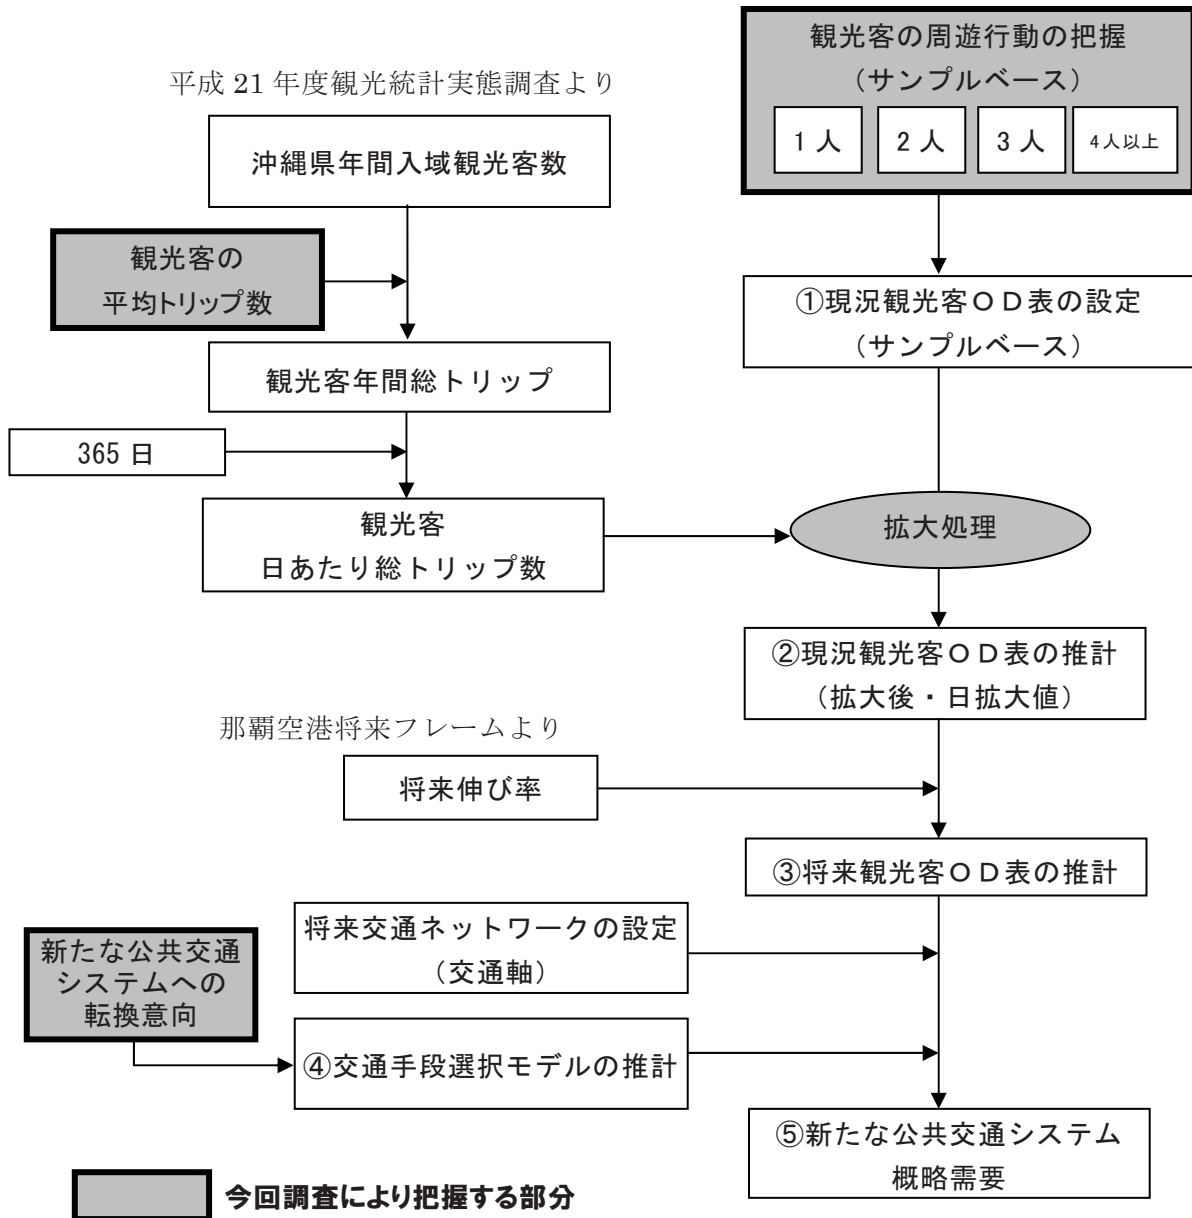 観光客の周遊行動の把握
（サンプルベース）
1人
2人
3人
4人以上
平成 21 年度観光統計実態調査より
沖縄県年間入域観光客数
観光客の
平均トリップ数
①現況観光客ＯＤ表の設定
（サンプルベース）
観光客年間総トリップ
365 日
観光客
日あたり総トリップ数
拡大処理
②現況観光客ＯＤ表の推計
（拡大後・日拡大値）
那覇空港将来フレームより
将来伸び率
③将来観光客ＯＤ表の推計
将来交通ネットワークの設定
（交通軸）
新たな公共交通
システムへの
転換意向
④交通手段選択モデルの推計
⑤新たな公共交通システム
概略需要
今回調査により把握する部分